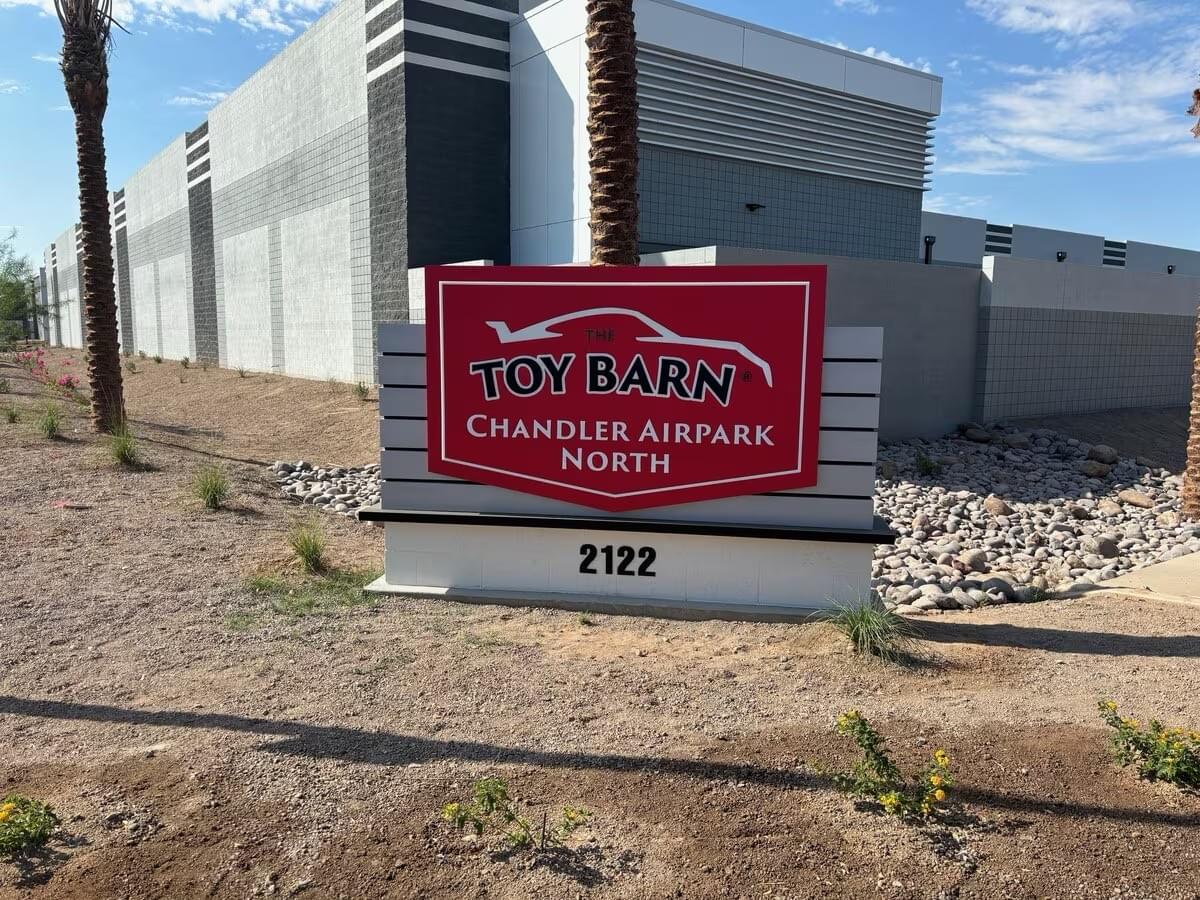 THE
TOY BARN®
CHANDLER AIRPARK
NORTH
2122